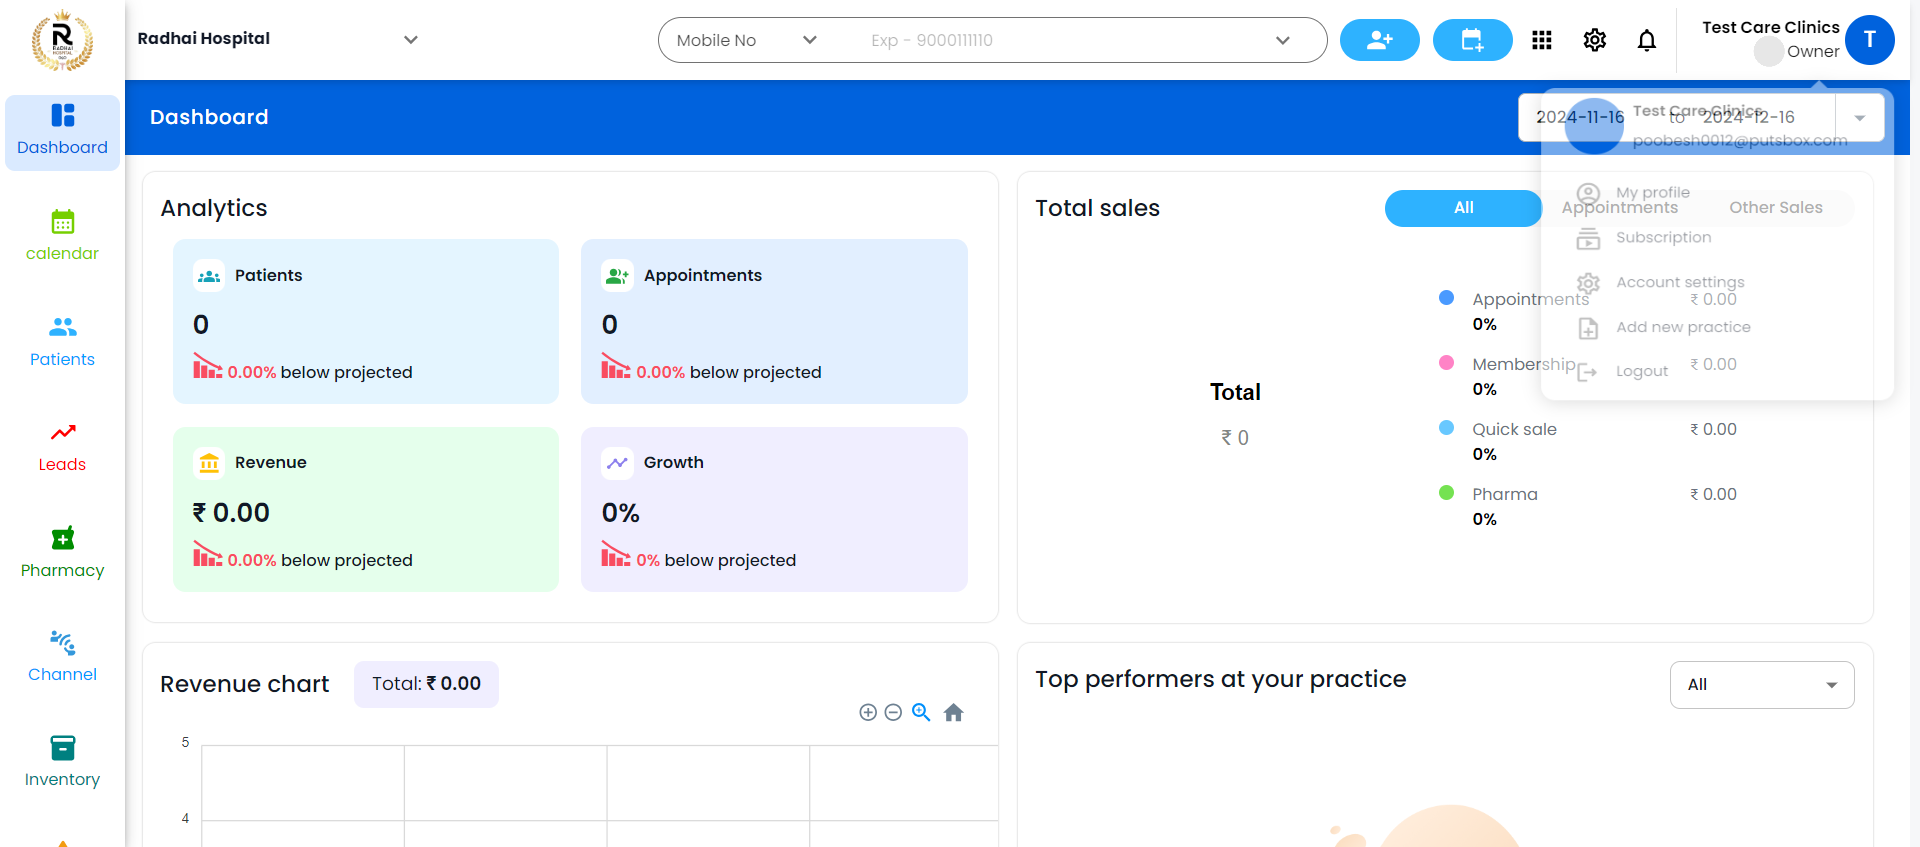 R
RADHAI
HOSPITAL
Radhai Hospital
Mobile No
Exp - 9000111110
Test Care Clinics
Owner
T
Dashboard
calendar
Patients
Leads
Pharmacy
Channel
Inventory
Dashboard
2024-11-16 to 2024-12-16
Test Care Clinics
poobesh0012@putsbox.com
My profile
Subscription
Account settings
Add new practice
Logout
Analytics
Patients
0
0.00% below projected
Appointments
0
0.00% below projected
Revenue
₹ 0.00
0.00% below projected
Growth
0%
0% below projected
Total sales
All
Appointments
Other Sales
Total
₹ 0
Appointments ₹ 0.00
0%
Membership ₹ 0.00
0%
Quick sale ₹ 0.00
0%
Pharma ₹ 0.00
0%
Revenue chart
Total: ₹ 0.00
5
4
Top performers at your practice
All